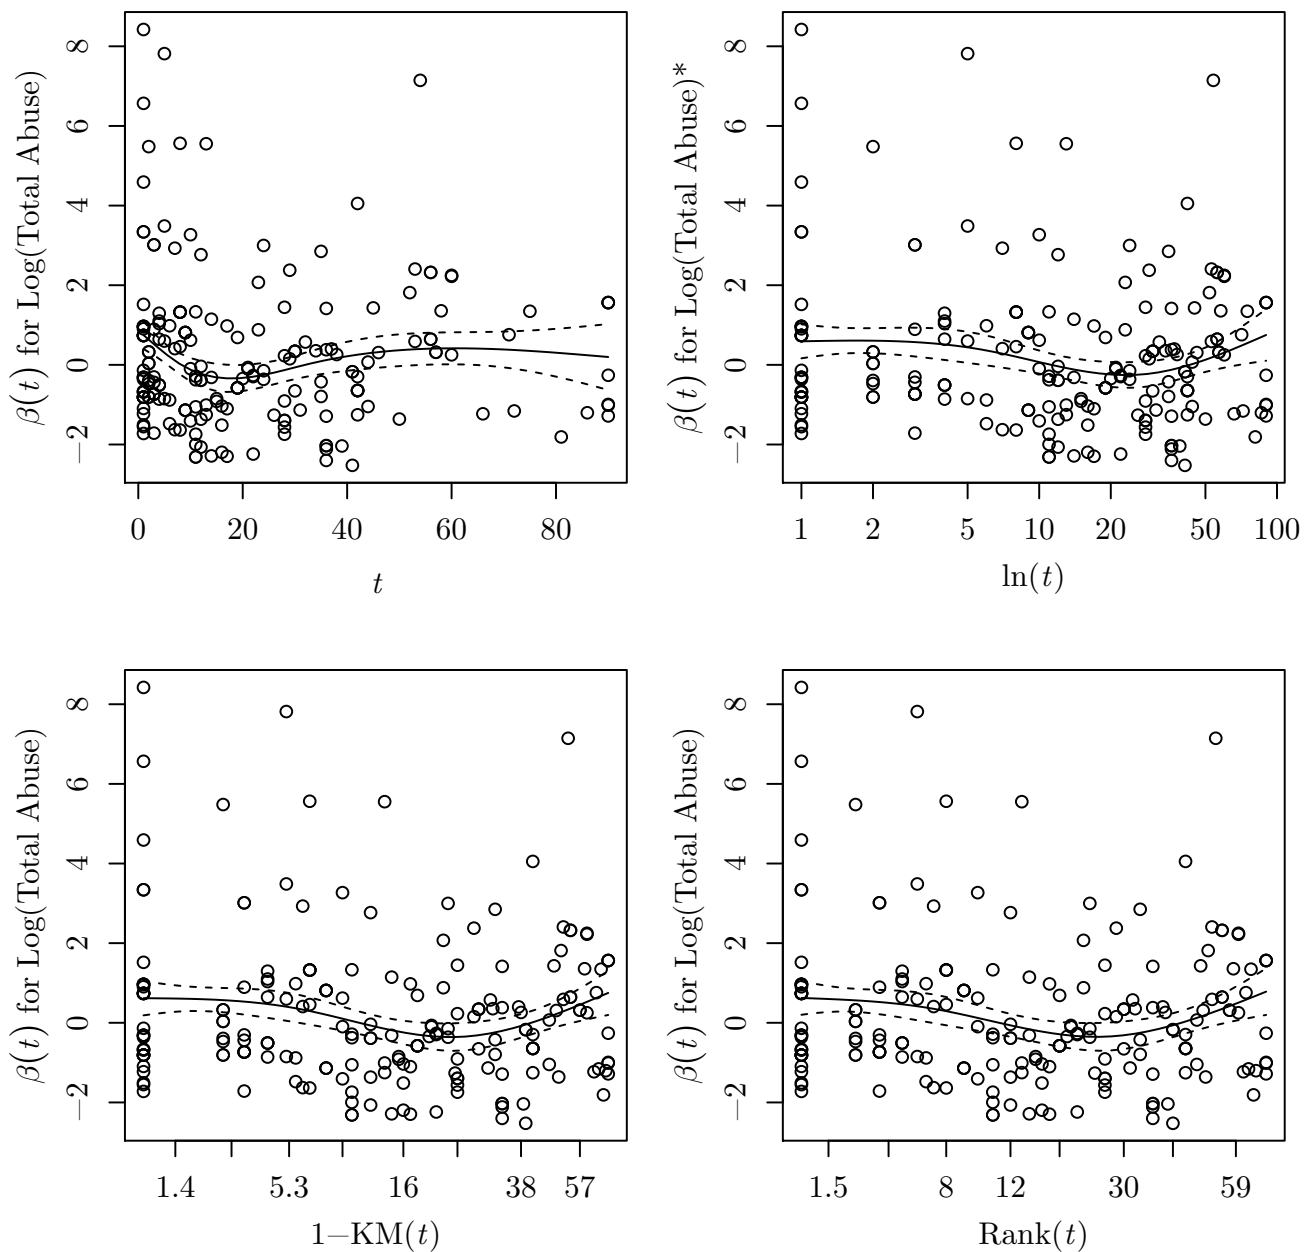 β(t) for Log(Total Abuse)
−2 0 2 4 6 8
0 20 40 60 80
t
β(t) for Log(Total Abuse)*
−2 0 2 4 6 8
1 2 5 10 20 50 100
ln(t)
β(t) for Log(Total Abuse)
−2 0 2 4 6 8
1.4 5.3 16 38 57
1−KM(t)
β(t) for Log(Total Abuse)
−2 0 2 4 6 8
1.5 8 12 30 59
Rank(t)